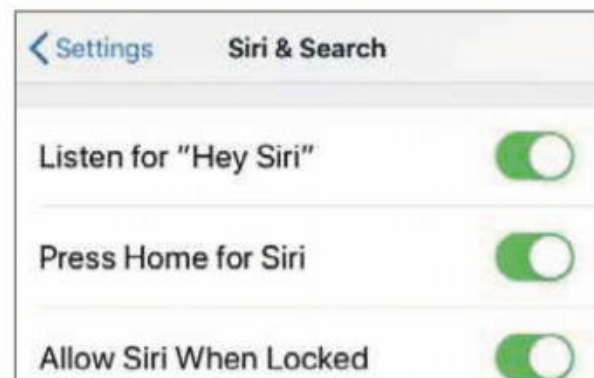 Settings Siri & Search
Listen for "Hey Siri"
Press Home for Siri
Allow Siri When Locked